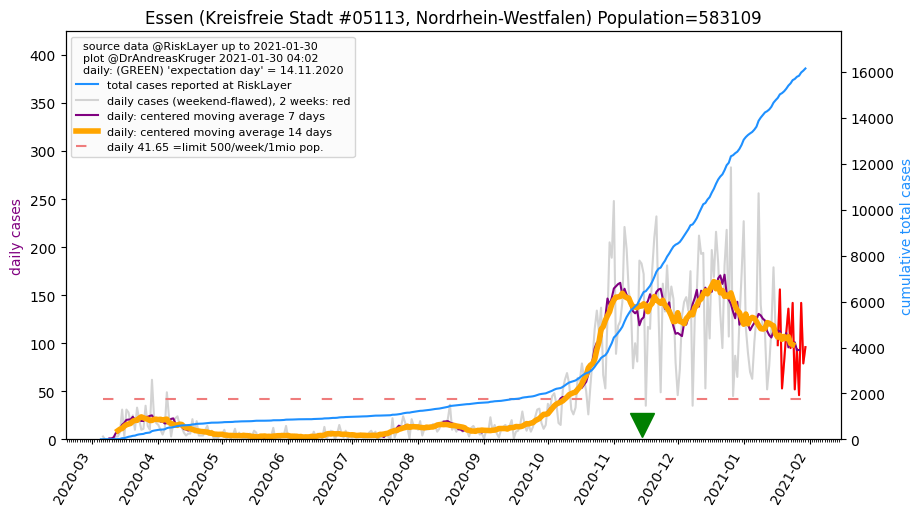 Essen (Kreisfreie Stadt #05113, Nordrhein-Westfalen) Population=583109
source data @RiskLayer up to 2021-01-30
plot @DrAndreasKruger 2021-01-30 04:02
daily: (GREEN) 'expectation day' = 14.11.2020
total cases reported at RiskLayer
daily cases (weekend-flawed), 2 weeks: red
daily: centered moving average 7 days
daily: centered moving average 14 days
daily 41.65 =limit 500/week/1mio pop.
daily cases
400
350
300
250
200
150
100
50
0
cumulative total cases
16000
14000
12000
10000
8000
6000
4000
2000
0
2020-03
2020-04
2020-05
2020-06
2020-07
2020-08
2020-09
2020-10
2020-11
2020-12
2021-01
2021-02